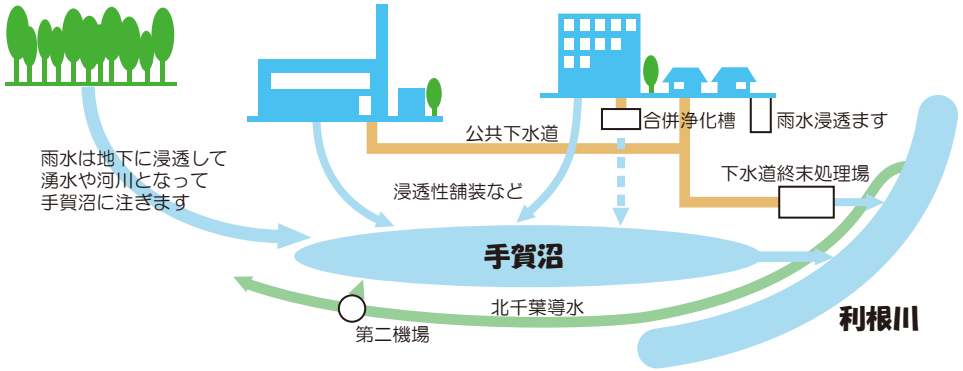 公共下水道
合併浄化槽
雨水浸透ます
雨水は地下に浸透して
湧水や河川となって
手賀沼に注ぎます
浸透性舗装など
下水道終末処理場
手賀沼
北千葉導水
第二機場
利根川